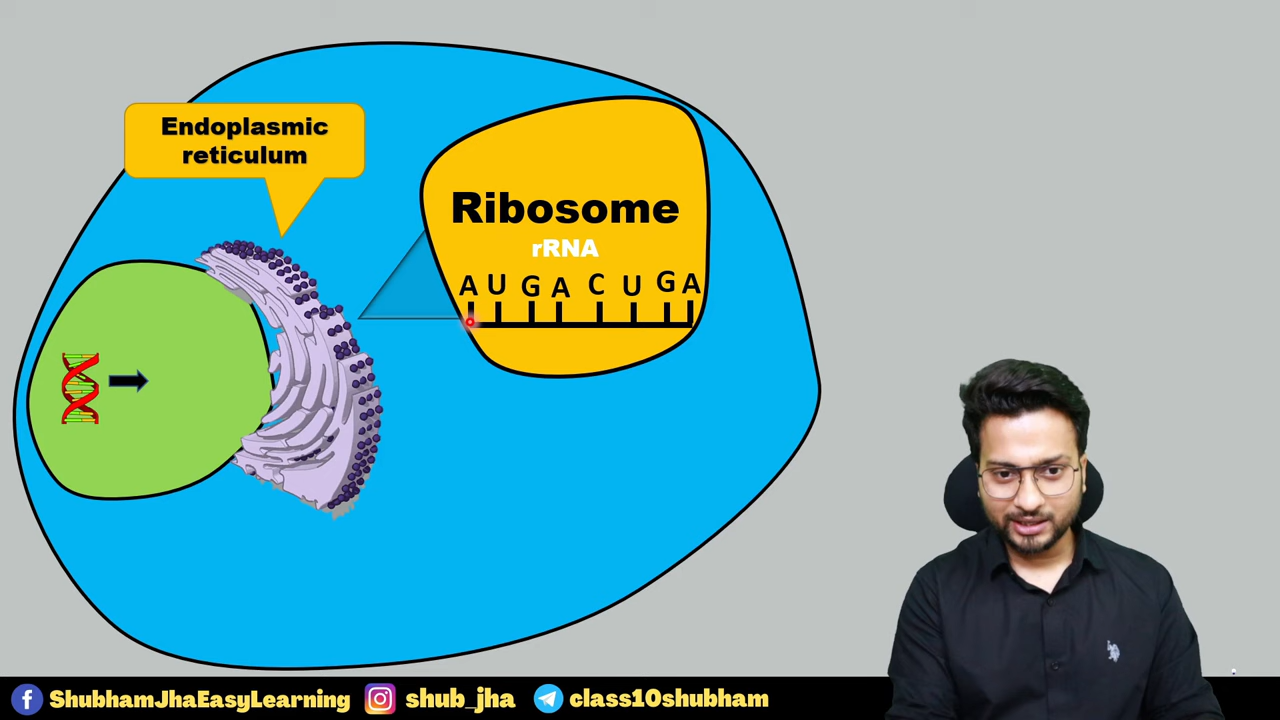 Endoplasmic
reticulum
Ribosome
rRNA
A U G A C U G A
ShubhamJhaEasyLearning shub_jha class10shubham